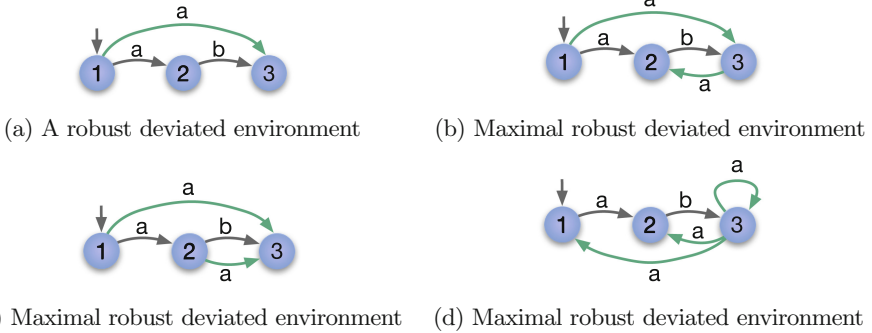 a
a b
1 2 3
(a) A robust deviated environment
a
a b
1 2 3
a
(b) Maximal robust deviated environment
a
a b
1 2 3
a
) Maximal robust deviated environment
a
a b
1 2 3
a
a
(d) Maximal robust deviated environment